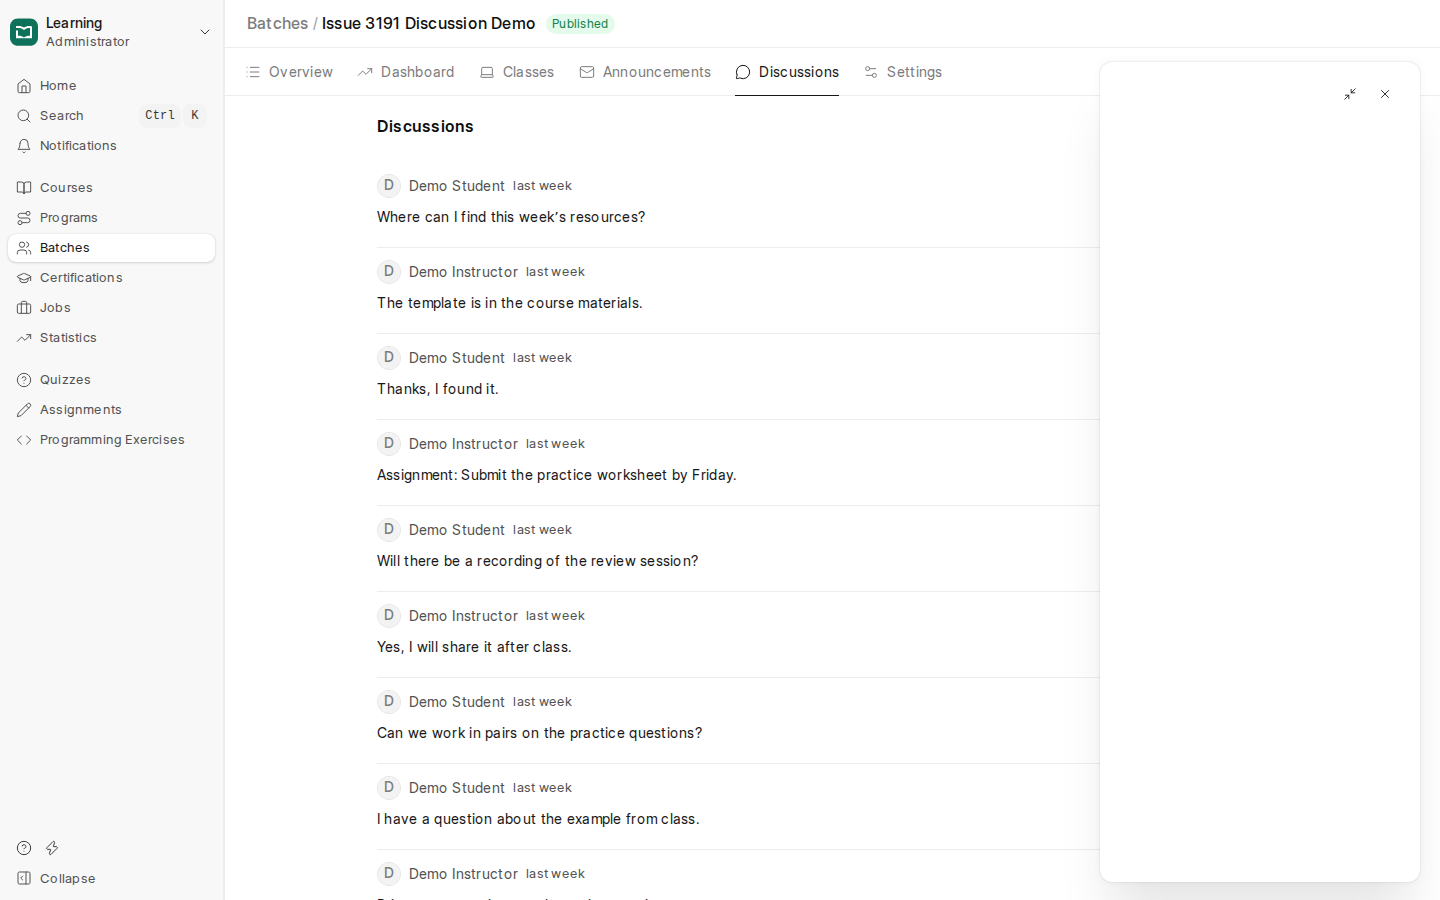 Learning
Administrator
Home
Search Ctrl K
Notifications
Courses
Programs
Batches
Certifications
Jobs
Statistics
Quizzes
Assignments
Programming Exercises
Collapse
Batches / Issue 3191 Discussion Demo Published
Overview Dashboard Classes Announcements Discussions Settings
Discussions
D Demo Student last week
Where can I find this week’s resources?
D Demo Instructor last week
The template is in the course materials.
D Demo Student last week
Thanks, I found it.
D Demo Instructor last week
Assignment: Submit the practice worksheet by Friday.
D Demo Student last week
Will there be a recording of the review session?
D Demo Instructor last week
Yes, I will share it after class.
D Demo Student last week
Can we work in pairs on the practice questions?
D Demo Student last week
I have a question about the example from class.
D Demo Instructor last week